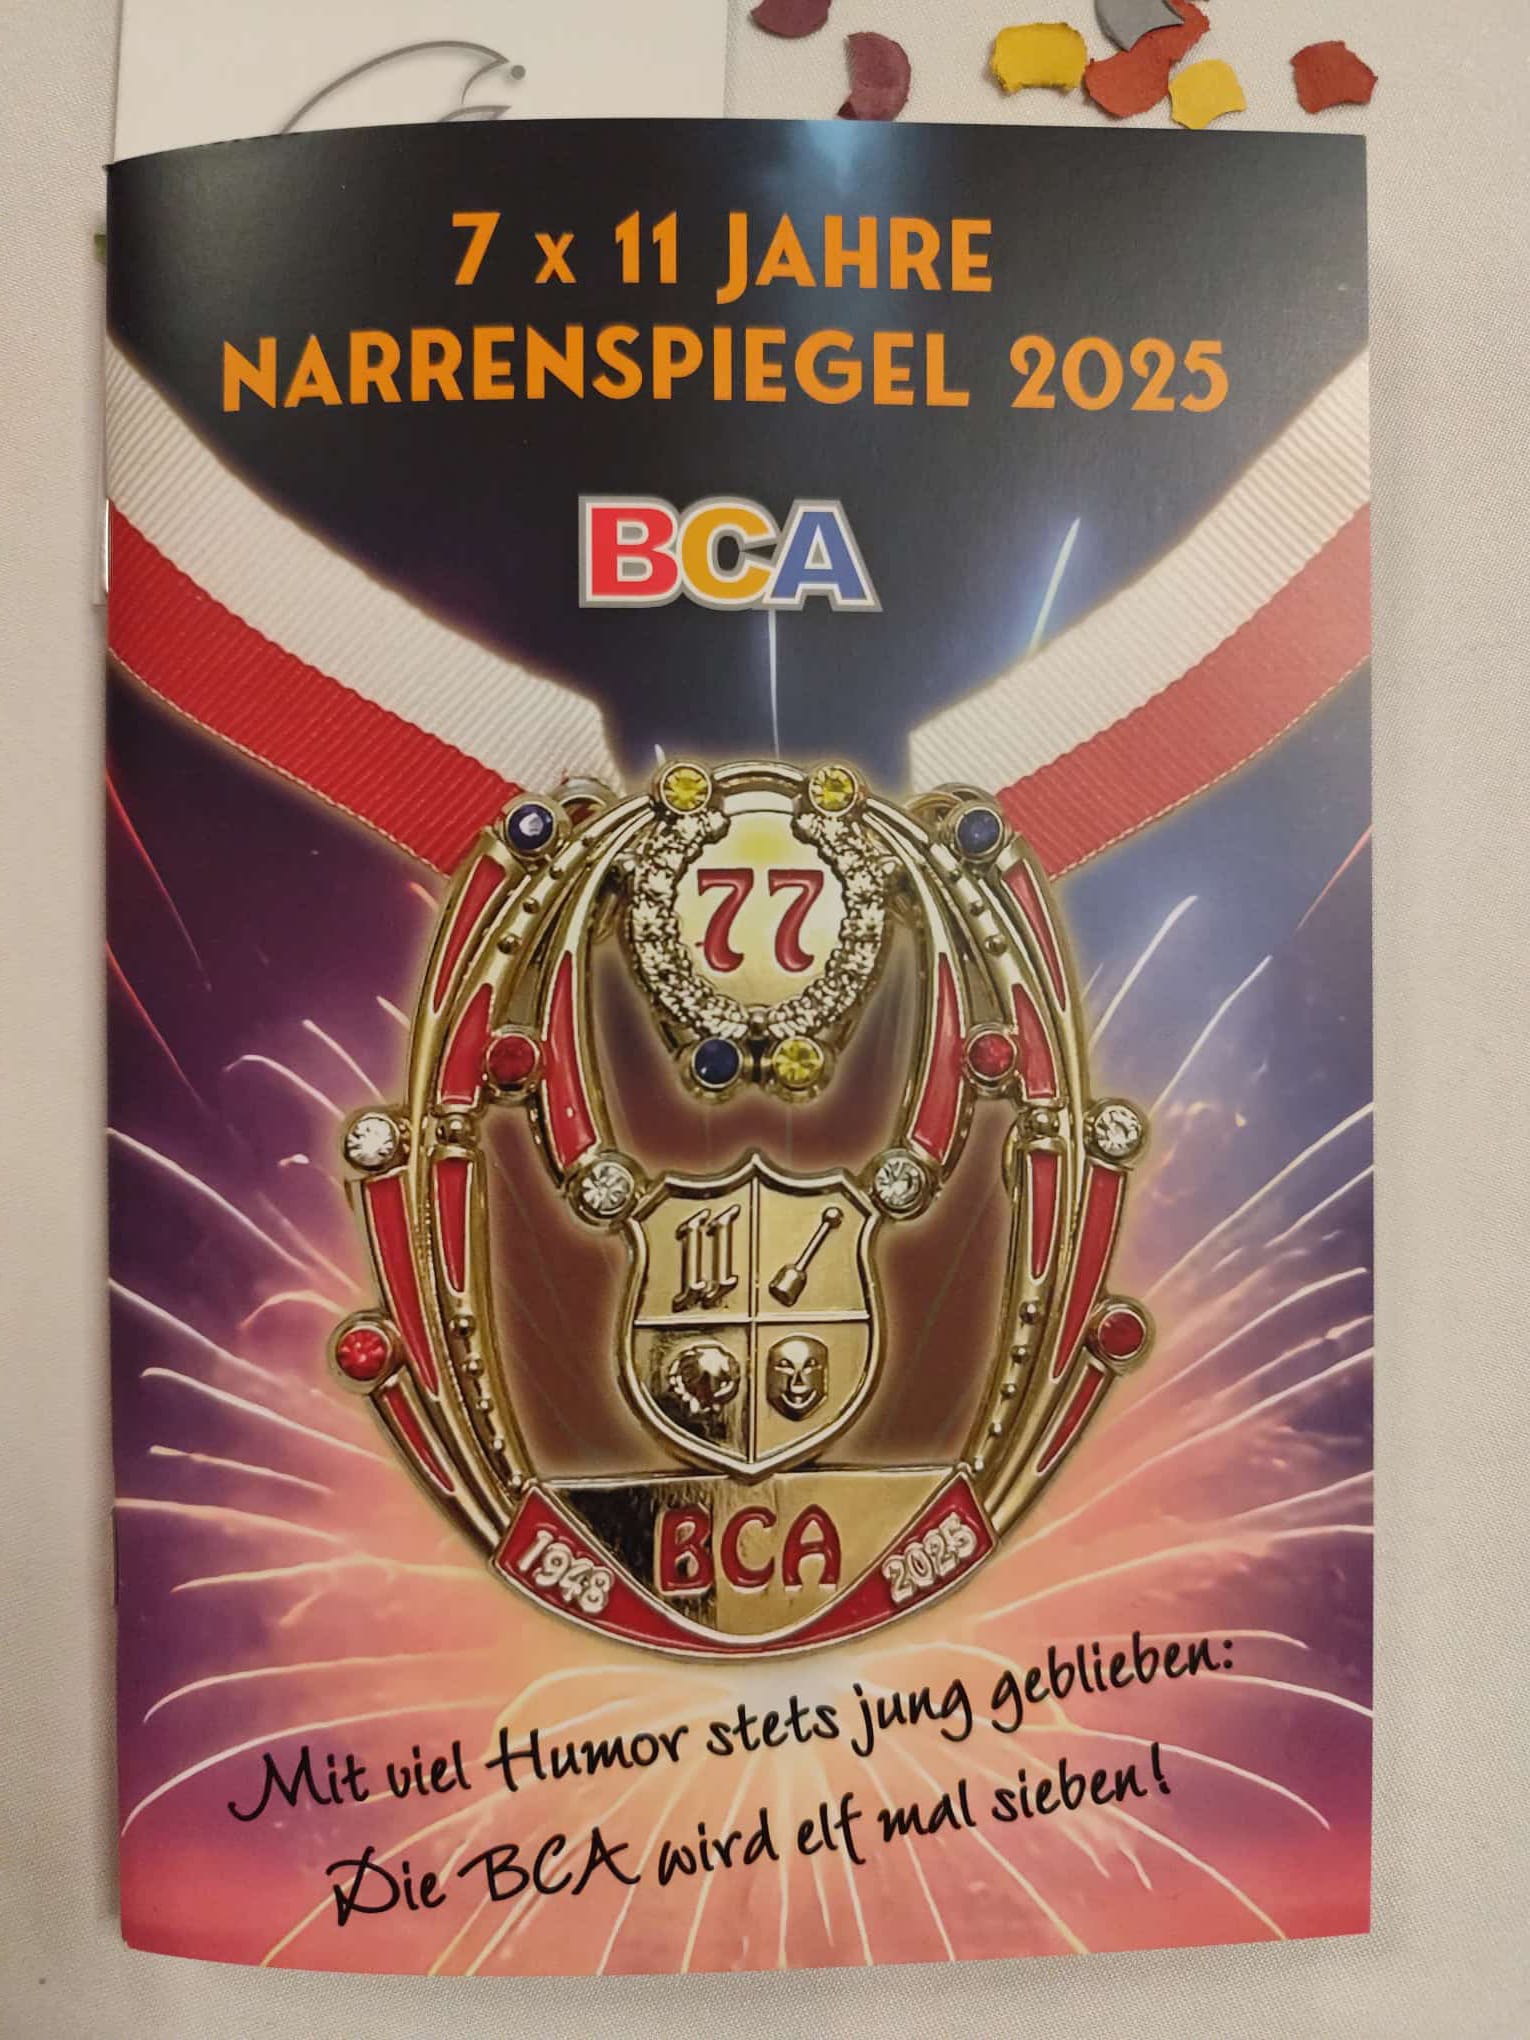 7 x 11 JAHRE
NARRENSPIEGEL 2025
BCA
77
11
BCA
1948
2025
Mit viel Humor stets jung geblieben:
Die BCA wird elf mal sieben!